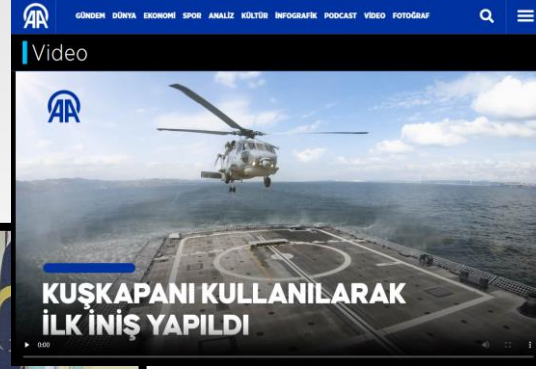 AA
GÜNDEM DÜNYA EKONOMİ SPOR ANALİZ KÜLTÜR İNFOGRAFİK PODCAST VİDEO FOTOĞRAF
Video
AA
KUŞKAPANI KULLANILARAK
İLK İNİŞ YAPILDI
0:00